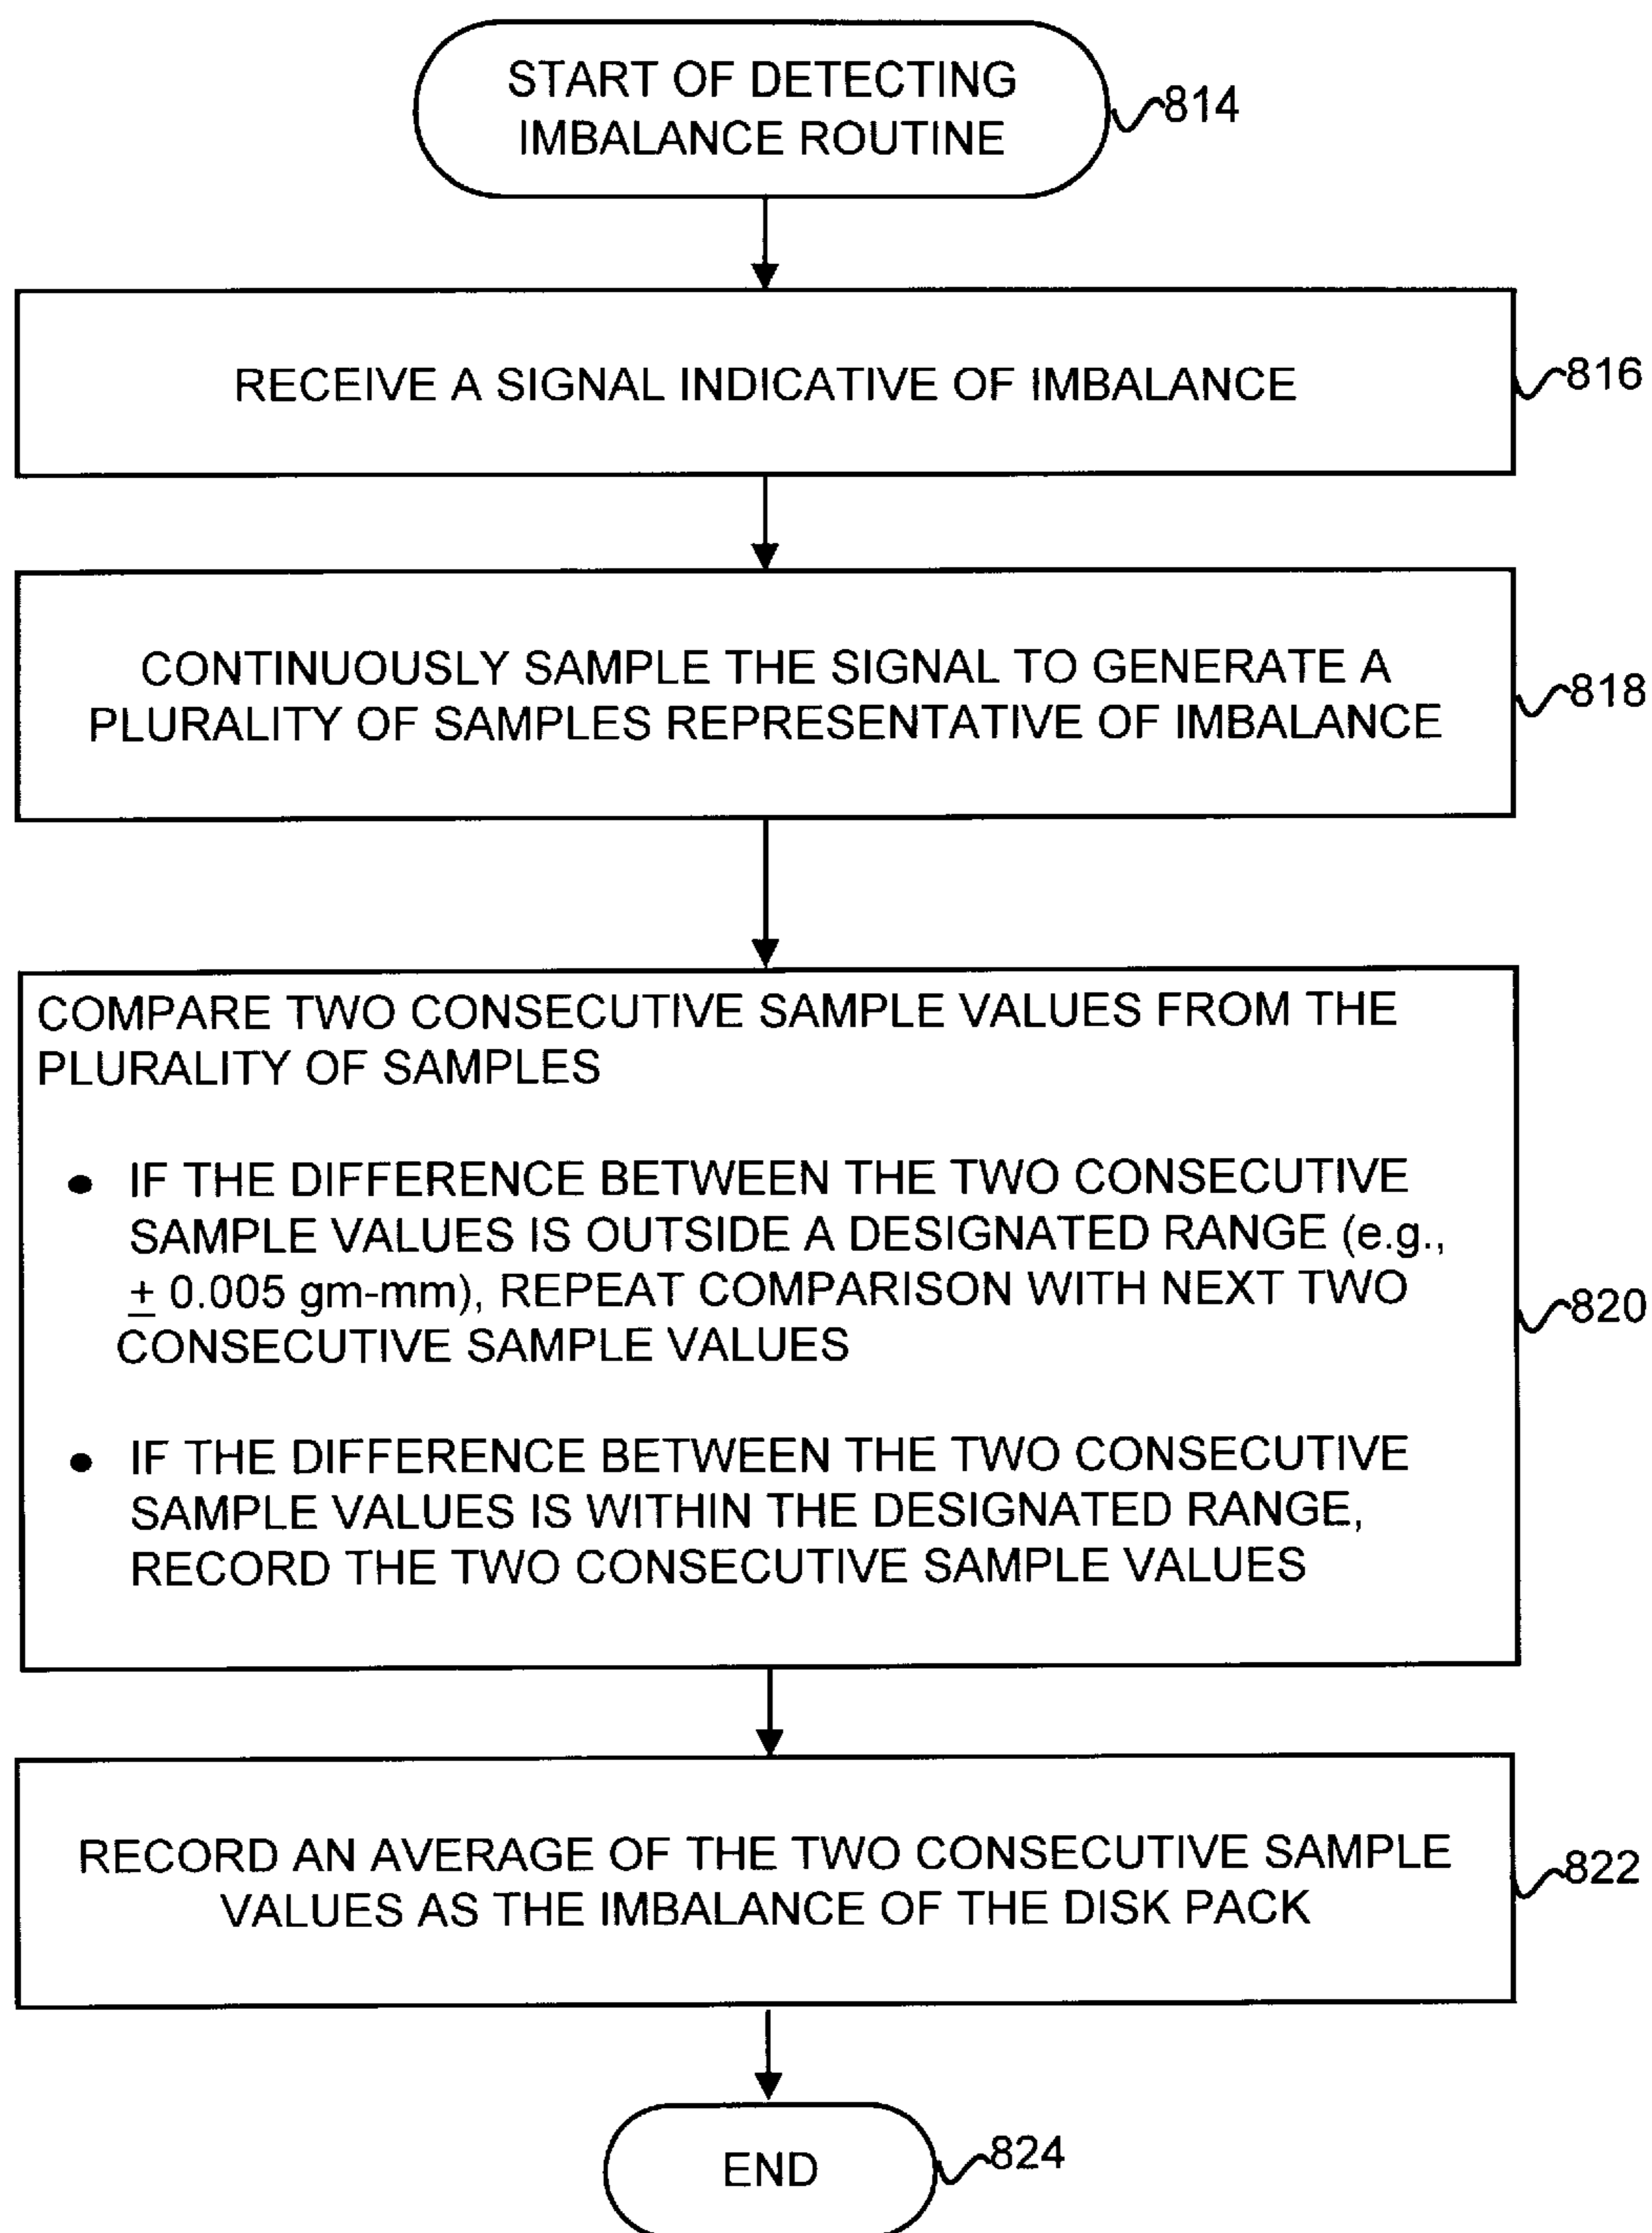 START OF DETECTING
IMBALANCE ROUTINE
814
RECEIVE A SIGNAL INDICATIVE OF IMBALANCE
816
CONTINUOUSLY SAMPLE THE SIGNAL TO GENERATE A
PLURALITY OF SAMPLES REPRESENTATIVE OF IMBALANCE
818
COMPARE TWO CONSECUTIVE SAMPLE VALUES FROM THE
PLURALITY OF SAMPLES
• IF THE DIFFERENCE BETWEEN THE TWO CONSECUTIVE
SAMPLE VALUES IS OUTSIDE A DESIGNATED RANGE (e.g.,
± 0.005 gm-mm), REPEAT COMPARISON WITH NEXT TWO
CONSECUTIVE SAMPLE VALUES
• IF THE DIFFERENCE BETWEEN THE TWO CONSECUTIVE
SAMPLE VALUES IS WITHIN THE DESIGNATED RANGE,
RECORD THE TWO CONSECUTIVE SAMPLE VALUES
820
RECORD AN AVERAGE OF THE TWO CONSECUTIVE SAMPLE
VALUES AS THE IMBALANCE OF THE DISK PACK
822
END
824